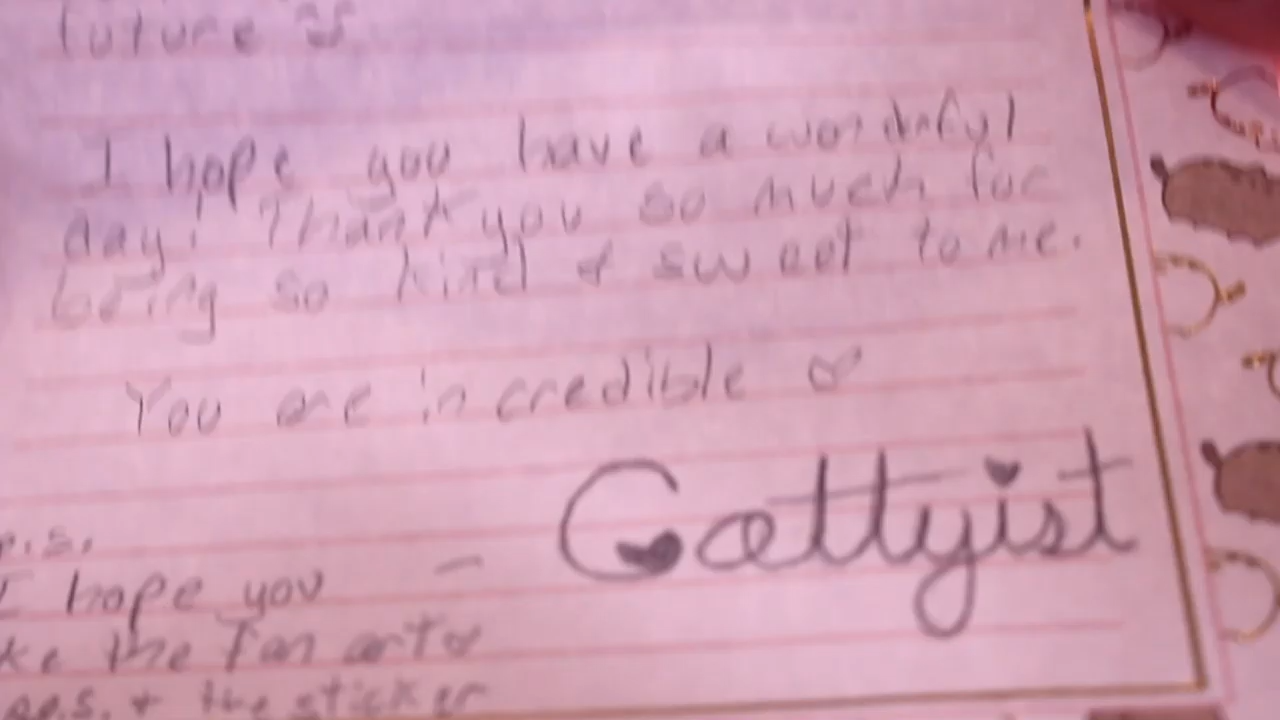 future ♡
I hope you have a wonderful
day! Thank you so much for
being so kind & sweet to me.
You are incredible ♡
- Cattyist
p.s.
I hope you
ke the fan art ♡
p.p.s. + the sticker